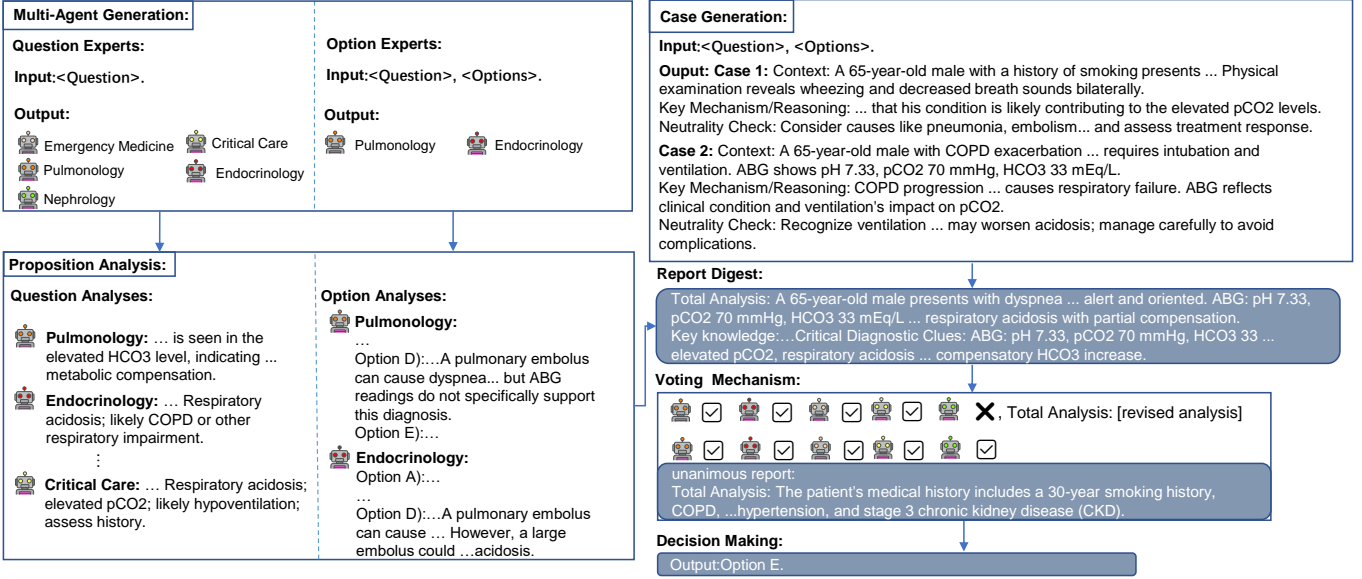 Multi-Agent Generation:
Question Experts:
Input:<Question>.
Output:
Emergency Medicine
Critical Care
Pulmonology
Endocrinology
Nephrology
Option Experts:
Input:<Question>, <Options>.
Output:
Pulmonology
Endocrinology
Proposition Analysis:
Question Analyses:
Pulmonology: … is seen in the
elevated HCO3 level, indicating ...
metabolic compensation.
Endocrinology: … Respiratory
acidosis; likely COPD or other
respiratory impairment.
⋮
Critical Care: … Respiratory acidosis;
elevated pCO2; likely hypoventilation;
assess history.
Option Analyses:
Pulmonology:
…
Option D):…A pulmonary embolus
can cause dyspnea... but ABG
readings do not specifically support
this diagnosis.
Option E):…
Endocrinology:
Option A):…
…
Option D):…A pulmonary embolus
can cause … However, a large
embolus could …acidosis.
Case Generation:
Input:<Question>, <Options>.
Ouput: Case 1: Context: A 65-year-old male with a history of smoking presents ... Physical
examination reveals wheezing and decreased breath sounds bilaterally.
Key Mechanism/Reasoning: ... that his condition is likely contributing to the elevated pCO2 levels.
Neutrality Check: Consider causes like pneumonia, embolism... and assess treatment response.
Case 2: Context: A 65-year-old male with COPD exacerbation ... requires intubation and
ventilation. ABG shows pH 7.33, pCO2 70 mmHg, HCO3 33 mEq/L.
Key Mechanism/Reasoning: COPD progression ... causes respiratory failure. ABG reflects
clinical condition and ventilation's impact on pCO2.
Neutrality Check: Recognize ventilation ... may worsen acidosis; manage carefully to avoid
complications.
Report Digest:
Total Analysis: A 65-year-old male presents with dyspnea ... alert and oriented. ABG: pH 7.33,
pCO2 70 mmHg, HCO3 33 mEq/L ... respiratory acidosis with partial compensation.
Key knowledge:…Critical Diagnostic Clues: ABG: pH 7.33, pCO2 70 mmHg, HCO3 33 ...
elevated pCO2, respiratory acidosis ... compensatory HCO3 increase.
Voting Mechanism:
, Total Analysis: [revised analysis]
unanimous report:
Total Analysis: The patient's medical history includes a 30-year smoking history,
COPD, ...hypertension, and stage 3 chronic kidney disease (CKD).
Decision Making:
Output:Option E.